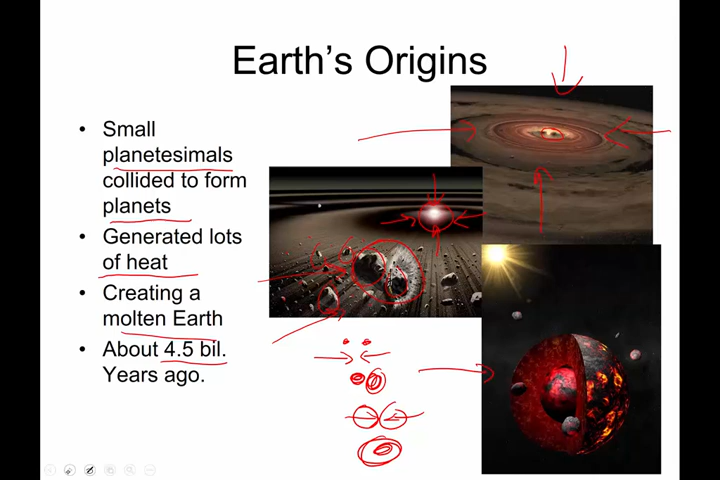 Earth's Origins
• Small
planetesimals
collided to form
planets
• Generated lots
of heat
• Creating a
molten Earth
• About 4.5 bil.
Years ago.